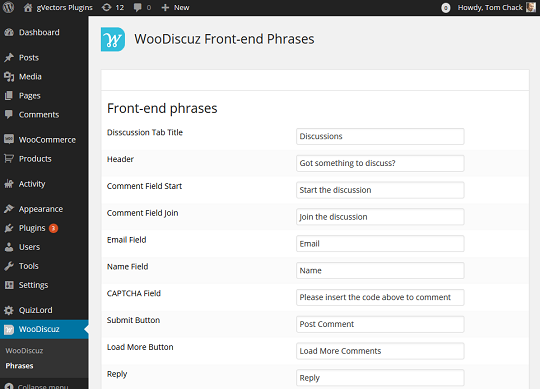 gVectors Plugins 12 0 + New 0 Howdy, Tom Chack
Dashboard
Posts
Media
Pages
Comments
WooCommerce
Products
Activity
Appearance
Plugins 3
Users
Tools
Settings
QuizLord
WooDiscuz
WooDiscuz
Phrases
Collapse menu
WooDiscuz Front-end Phrases
Front-end phrases
Disscussion Tab Title Discussions
Header Got something to discuss?
Comment Field Start Start the discussion
Comment Field Join Join the discussion
Email Field Email
Name Field Name
CAPTCHA Field Please insert the code above to comment
Submit Button Post Comment
Load More Button Load More Comments
Reply Reply